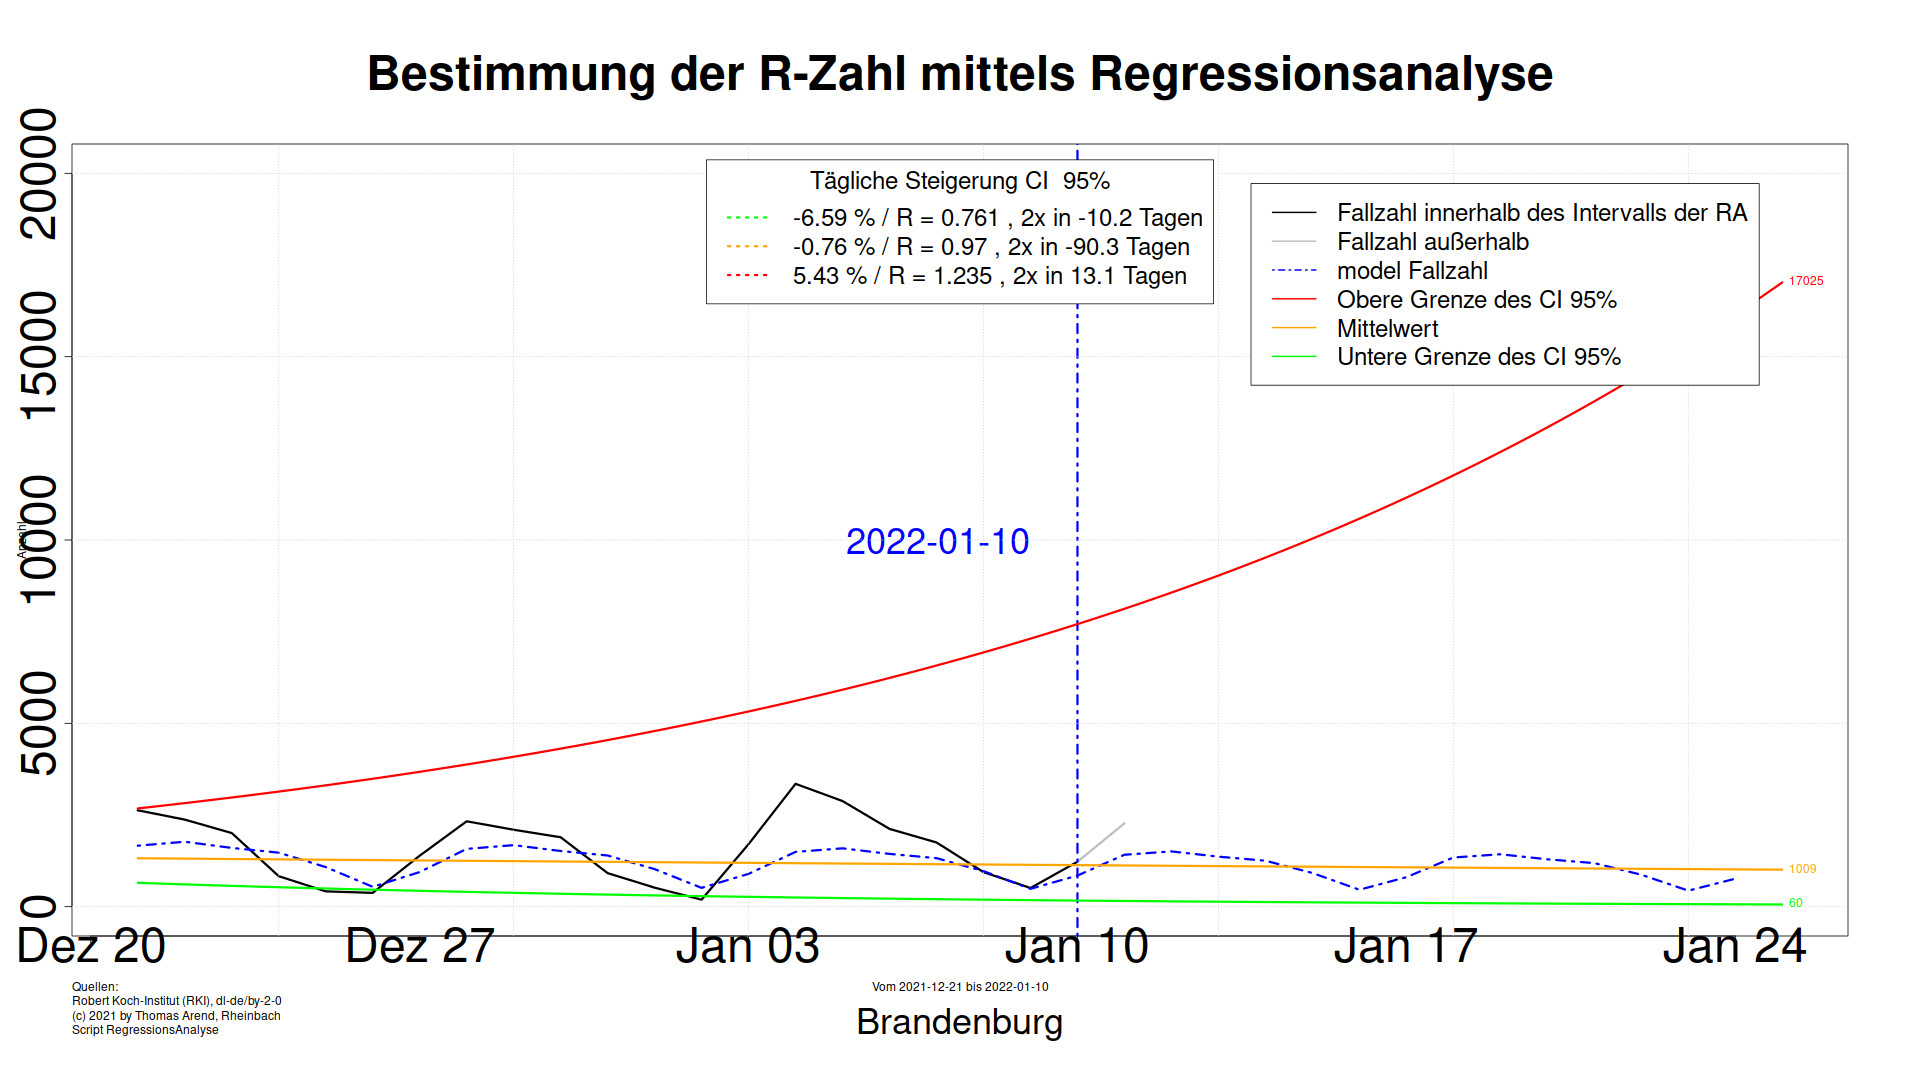 Bestimmung der R-Zahl mittels Regressionsanalyse
Tägliche Steigerung CI 95%
-6.59 % / R = 0.761 , 2x in -10.2 Tagen
-0.76 % / R = 0.97 , 2x in -90.3 Tagen
5.43 % / R = 1.235 , 2x in 13.1 Tagen
Fallzahl innerhalb des Intervalls der RA
Fallzahl außerhalb
model Fallzahl
Obere Grenze des CI 95%
Mittelwert
Untere Grenze des CI 95%
20000
15000
10000
5000
0
Anzahl
2022-01-10
17025
1009
60
Dez 20
Dez 27
Jan 03
Jan 10
Jan 17
Jan 24
Quellen:
Robert Koch-Institut (RKI), dl-de/by-2-0
(c) 2021 by Thomas Arend, Rheinbach
Script RegressionsAnalyse
Vom 2021-12-21 bis 2022-01-10
Brandenburg